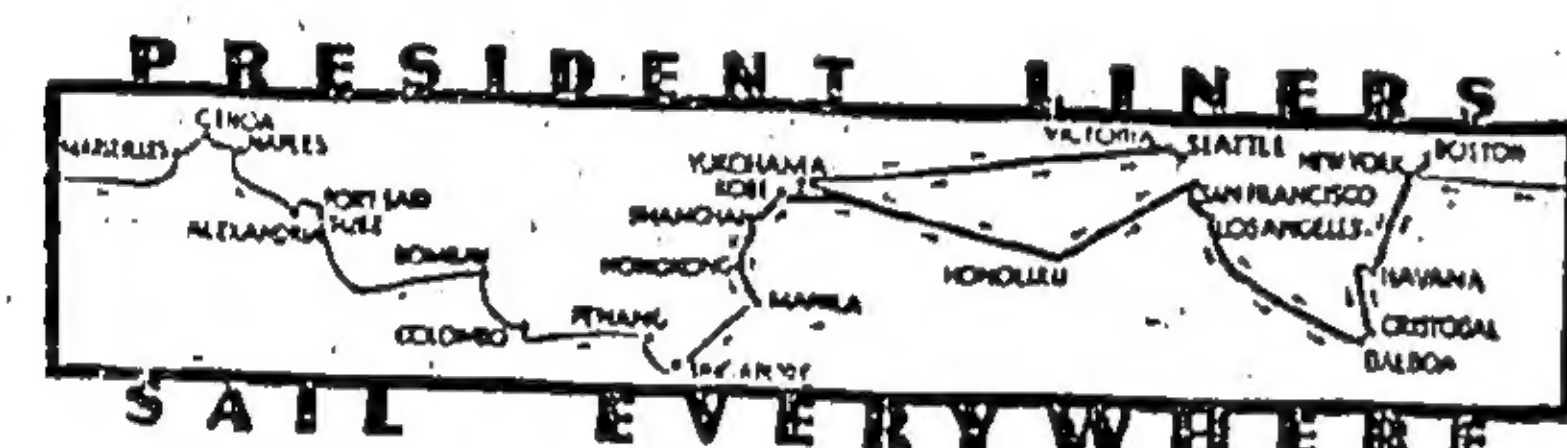 PRESIDENT LINERS
GENOA
MARSEILLES
NAPLES
VICTORIA
SEATTLE
NEW YORK
BOSTON
YOKOHAMA
KOBE
SAN FRANCISCO
PORT SAID
SUEZ
ALEXANDRIA
SHANGHAI
LOS ANGELES
BOMBAY
HONGKONG
HONOLULU
HAVANA
MANILA
COLOMBO
PENANG
CRISTOBAL
BALBOA
SINGAPORE
SAIL EVERYWHERE